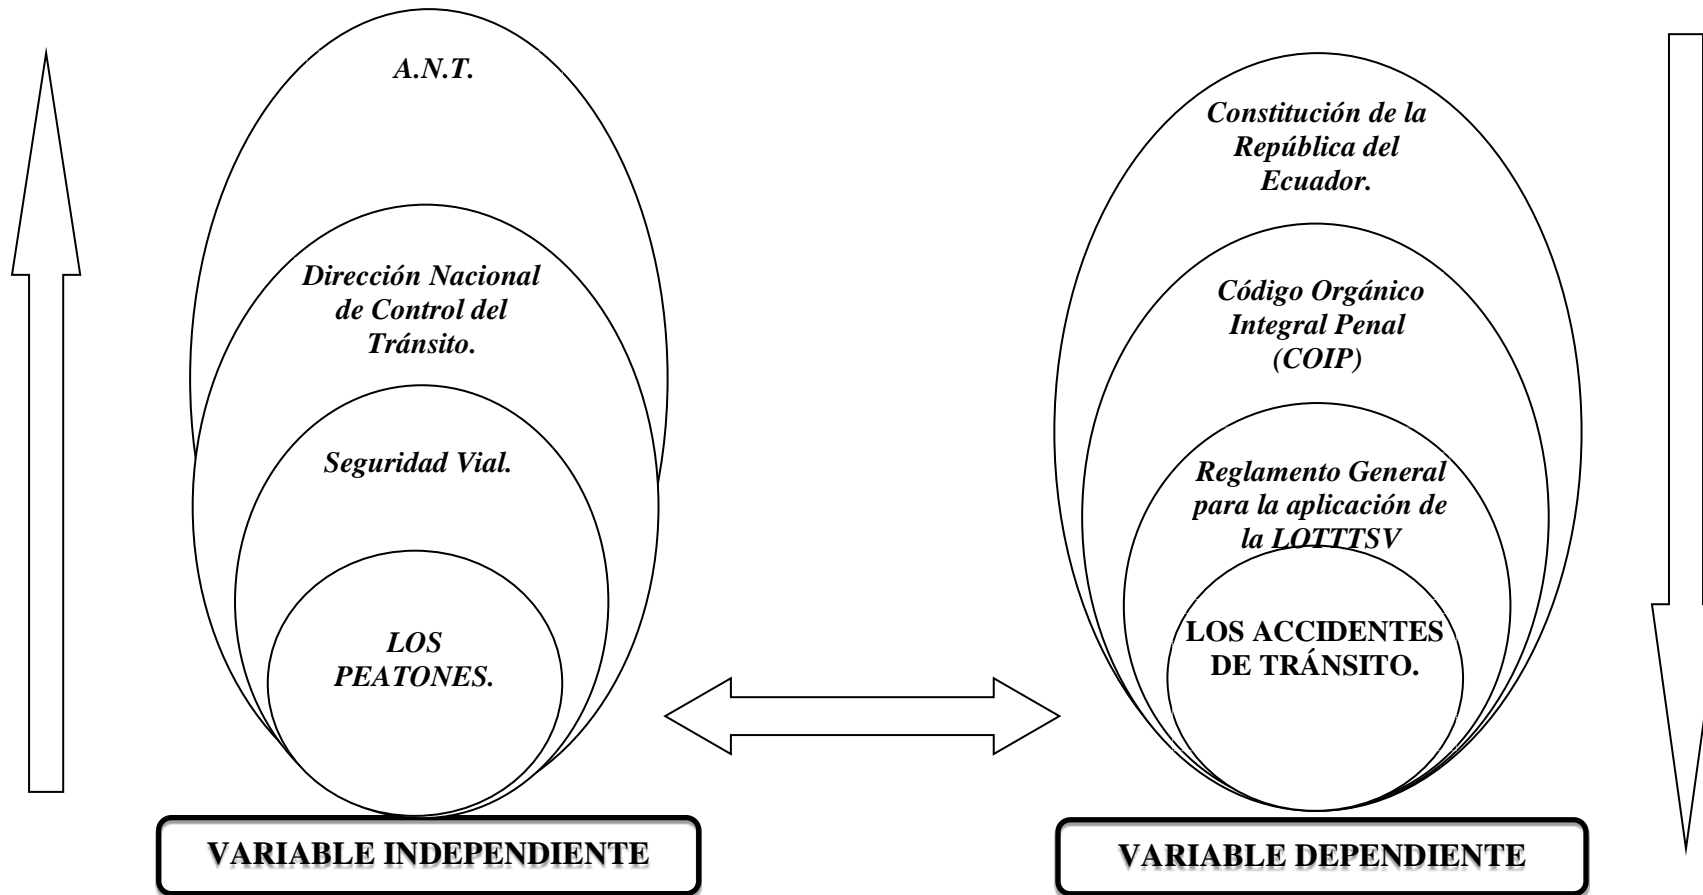 A.N.T.
Dirección Nacional
de Control del
Tránsito.
Seguridad Vial.
LOS
PEATONES.
VARIABLE INDEPENDIENTE
Constitución de la
República del
Ecuador.
Código Orgánico
Integral Penal
(COIP)
Reglamento General
para la aplicación de
la LOTTTSV
LOS ACCIDENTES
DE TRÁNSITO.
VARIABLE DEPENDIENTE